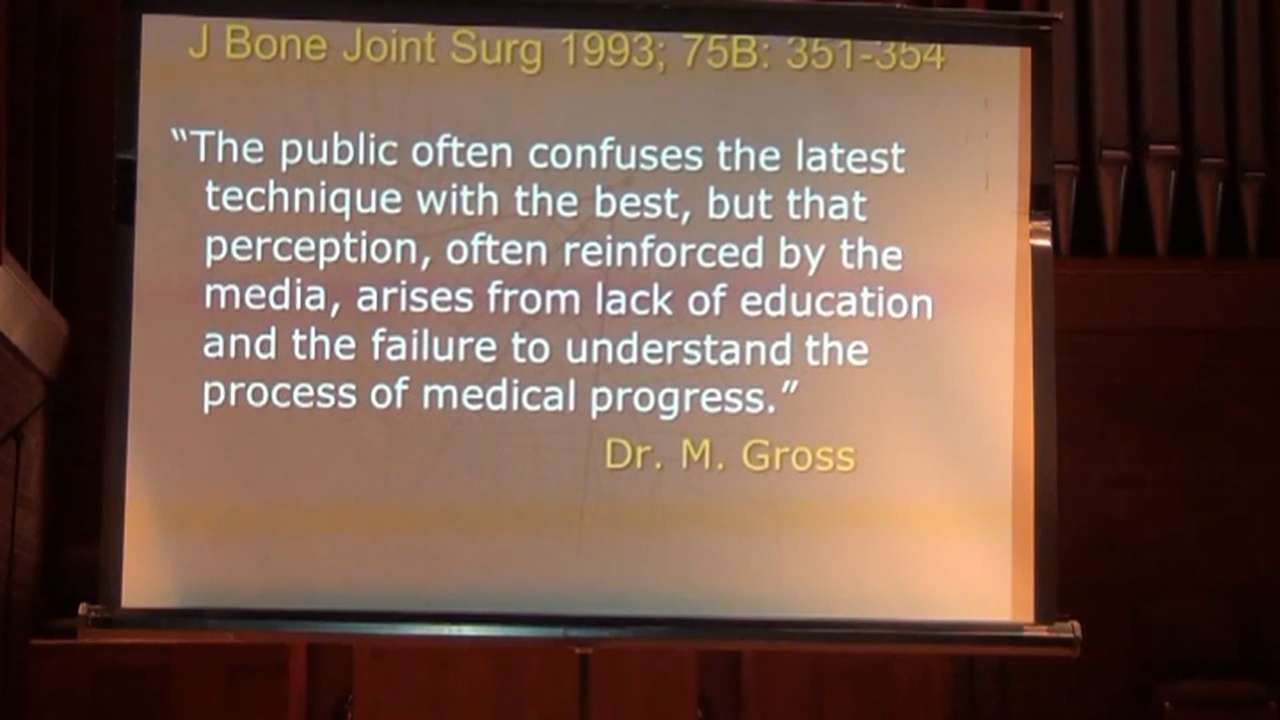 J Bone Joint Surg 1993; 75B: 351-354
“The public often confuses the latest
technique with the best, but that
perception, often reinforced by the
media, arises from lack of education
and the failure to understand the
process of medical progress.”
Dr. M. Gross